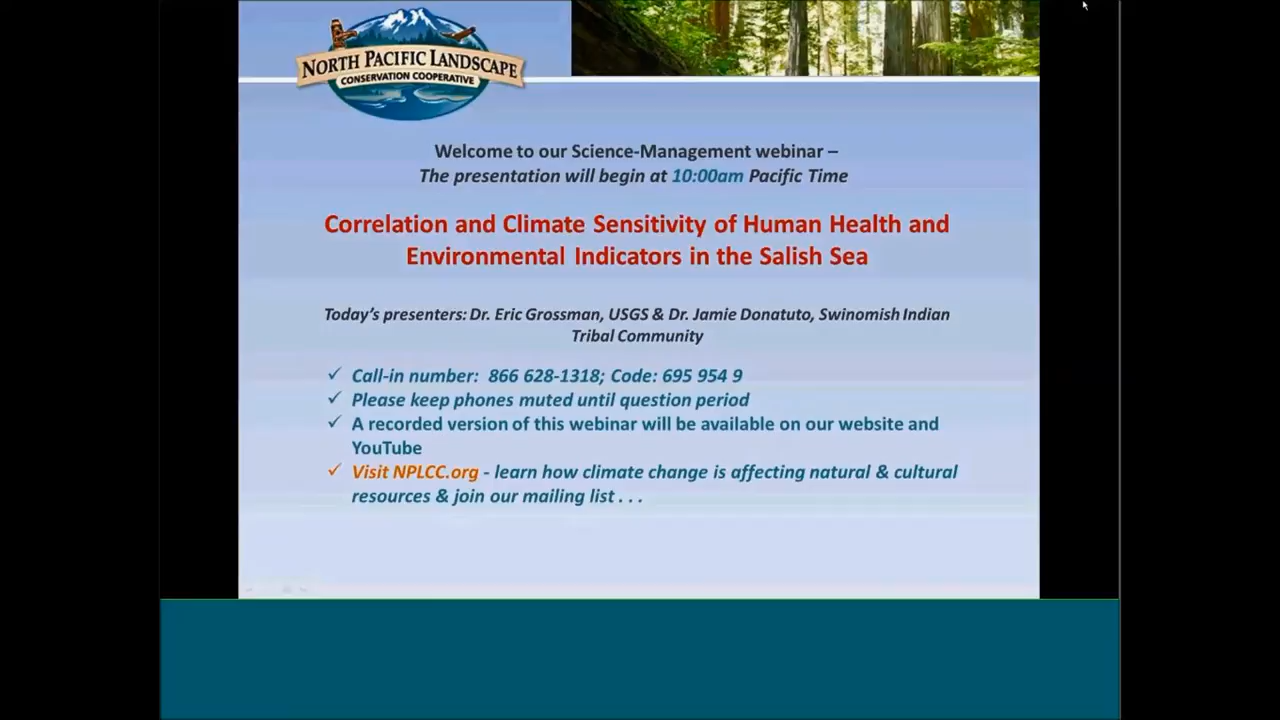 NORTH PACIFIC LANDSCAPE
CONSERVATION COOPERATIVE
Welcome to our Science-Management webinar –
The presentation will begin at 10:00am Pacific Time
Correlation and Climate Sensitivity of Human Health and
Environmental Indicators in the Salish Sea
Today's presenters: Dr. Eric Grossman, USGS & Dr. Jamie Donatuto, Swinomish Indian
Tribal Community
✓ Call-in number: 866 628-1318; Code: 695 954 9
✓ Please keep phones muted until question period
✓ A recorded version of this webinar will be available on our website and
YouTube
✓ Visit NPLCC.org - learn how climate change is affecting natural & cultural
resources & join our mailing list . . .